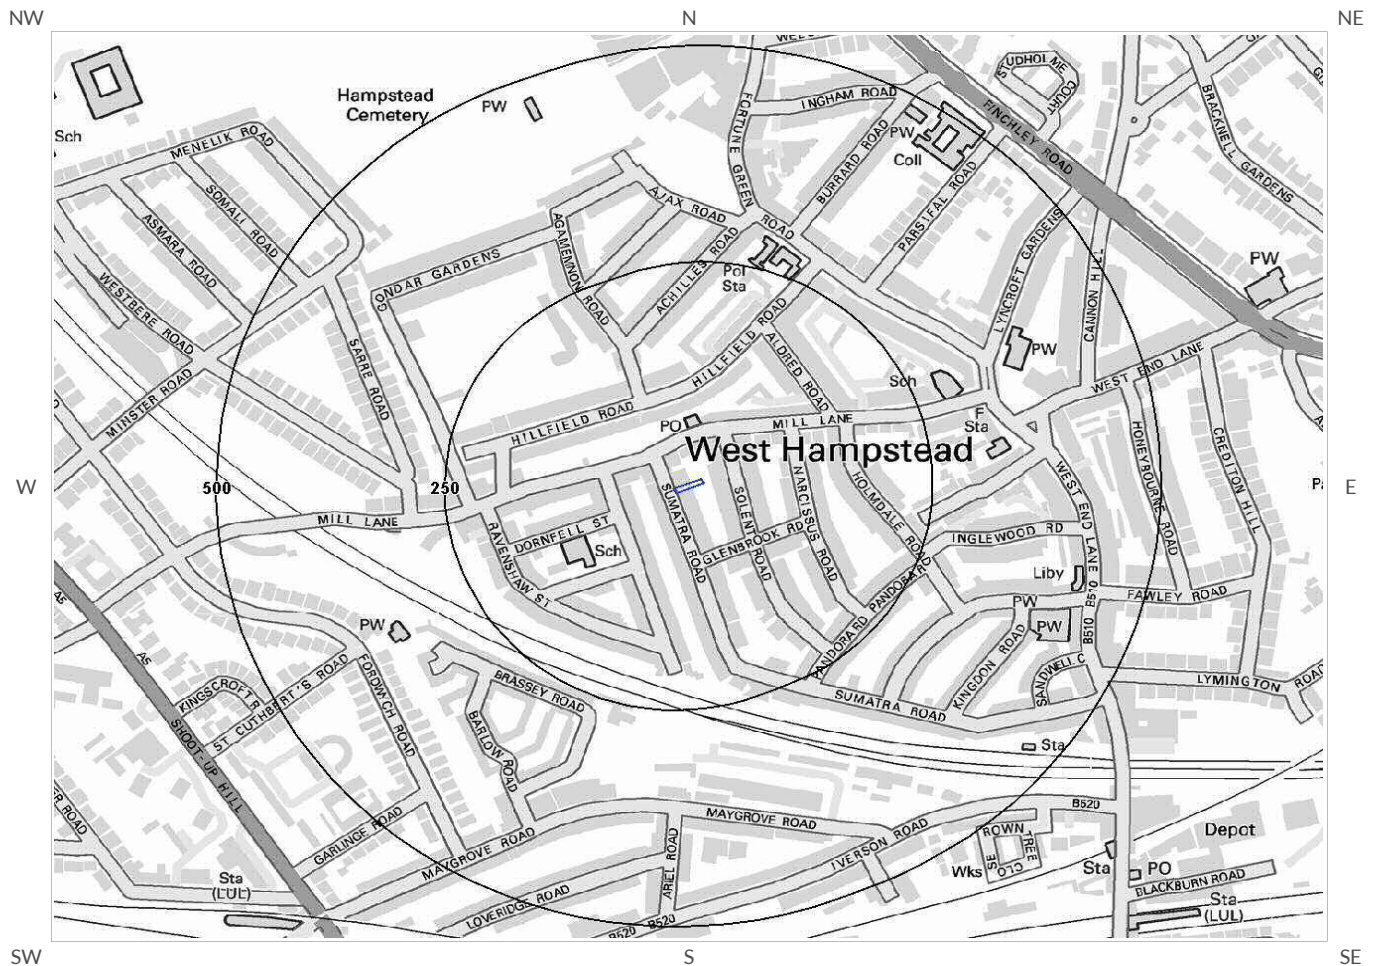 NW
N
NE
Hampstead
Cemetery
PW
Sch
MENELIK ROAD
SOMALI ROAD
ASMARA ROAD
WESTBERE ROAD
MINSTER ROAD
SARRE ROAD
GONDAR GARDENS
AGAMEMNON ROAD
AJAX ROAD
ACHILLES ROAD
FORTUNE GREEN
ROAD
INGHAM ROAD
BURRARD ROAD
PARSIFAL ROAD
PW
Coll
STUDHOLME
COURT
FINCHLEY ROAD
BRACKNELL GARDENS
LYNCROFT GARDENS
CANNON HILL
PW
PW
Pol
Sta
HILLFIELD ROAD
HILLFIELD ROAD
ALDRED ROAD
Sch
WEST END LANE
F
Sta
PO
MILL LANE
West Hampstead
W
500
250
E
MILL LANE
RAVENSHAW ST
DORNFELL ST
Sch
SUMATRA ROAD
SOLENT ROAD
NARCISSUS ROAD
GLENBROOK RD
HOLMDALE ROAD
PANDORA RD
PANDORA RD
INGLEWOOD RD
WEST END LANE
B510
B510
HONEYBOURNE ROAD
CREDITON HILL
Liby
FAWLEY ROAD
PW
PW
KINGDON ROAD
SANDWELL C
LYMINGTON
ROAD
SUMATRA ROAD
Sta
PW
A5
A5
KINGSCROFT R
ST CUTHBERT'S ROAD
FORDWYCH ROAD
SHOOT-UP HILL
BRASSEY ROAD
BARLOW ROAD
GARLINGE ROAD
MAYGROVE ROAD
MAYGROVE ROAD
ARIEL ROAD
LOVERIDGE ROAD
IVERSON ROAD
B520
B520
B520
ROWN
TREE
CLO
SE
Wks
Depot
Sta
PO
BLACKBURN ROAD
Sta
(LUL)
Sta
(LUL)
SW
S
SE